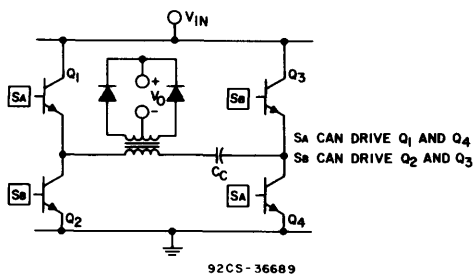 VIN
Q1
Q3
SA
+
VO
-
SB
SA CAN DRIVE Q1 AND Q4
SB CAN DRIVE Q2 AND Q3
CC
SB
SA
Q2
Q4
92CS-36689